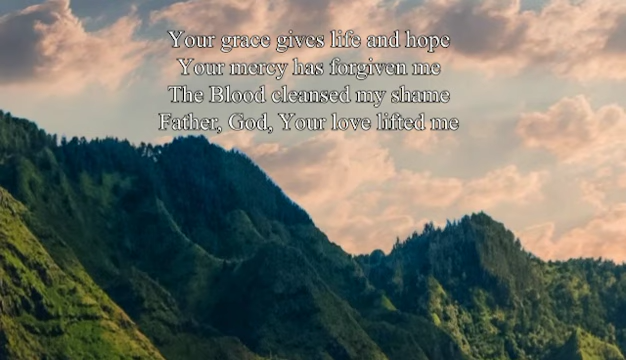 Your grace gives life and hope
Your mercy has forgiven me
The Blood cleansed my shame
Father, God, Your love lifted me